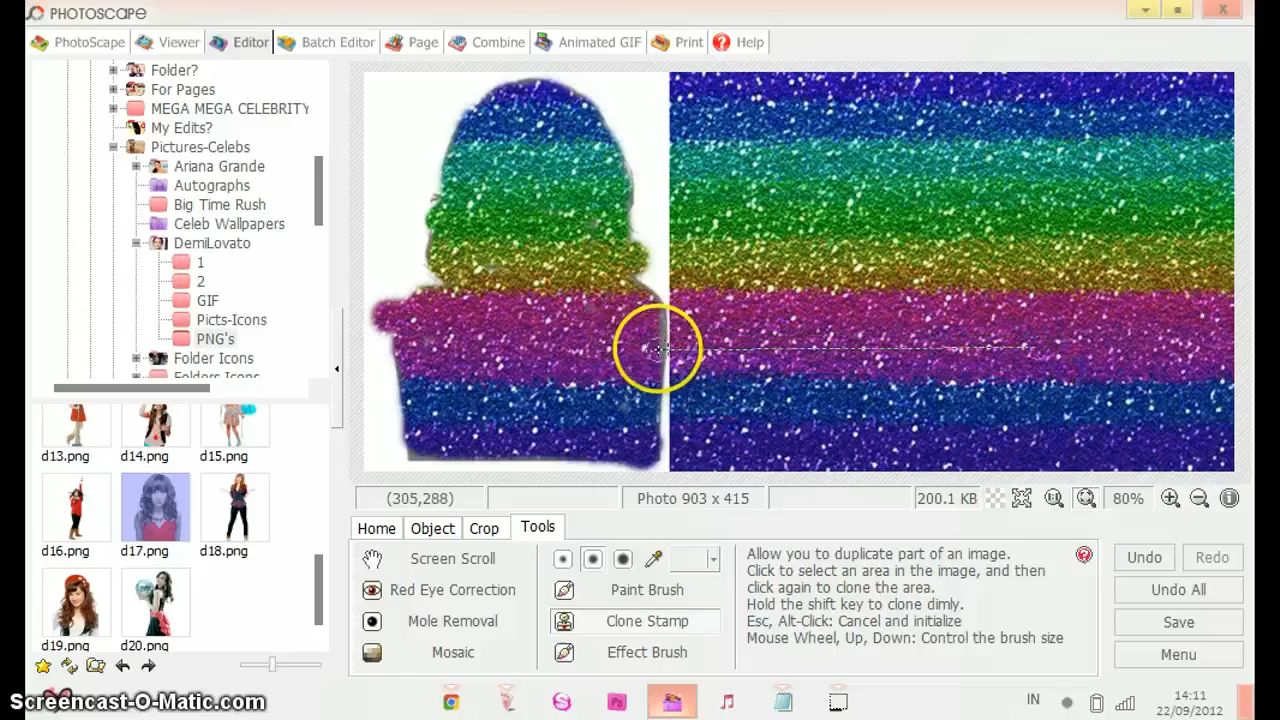 PHOTOSCAPE
PhotoScape Viewer Editor Batch Editor Page Combine Animated GIF Print Help
Folder?
For Pages
MEGA MEGA CELEBRITY
My Edits?
Pictures-Celebs
Ariana Grande
Autographs
Big Time Rush
Celeb Wallpapers
DemiLovato
1
2
GIF
Picts-Icons
PNG's
Folder Icons
Folders Icons
d13.png d14.png d15.png
d16.png d17.png d18.png
d19.png d20.png
(305,288) Photo 903 x 415 200.1 KB 80%
Home Object Crop Tools
Screen Scroll
Red Eye Correction
Mole Removal
Mosaic
Paint Brush
Clone Stamp
Effect Brush
Allow you to duplicate part of an image.
Click to select an area in the image, and then
click again to clone the area.
Hold the shift key to clone dimly.
Esc, Alt-Click: Cancel and initialize
Mouse Wheel, Up, Down: Control the brush size
Undo Redo
Undo All
Save
Menu
Screencast-O-Matic.com
IN 14:11
22/09/2012